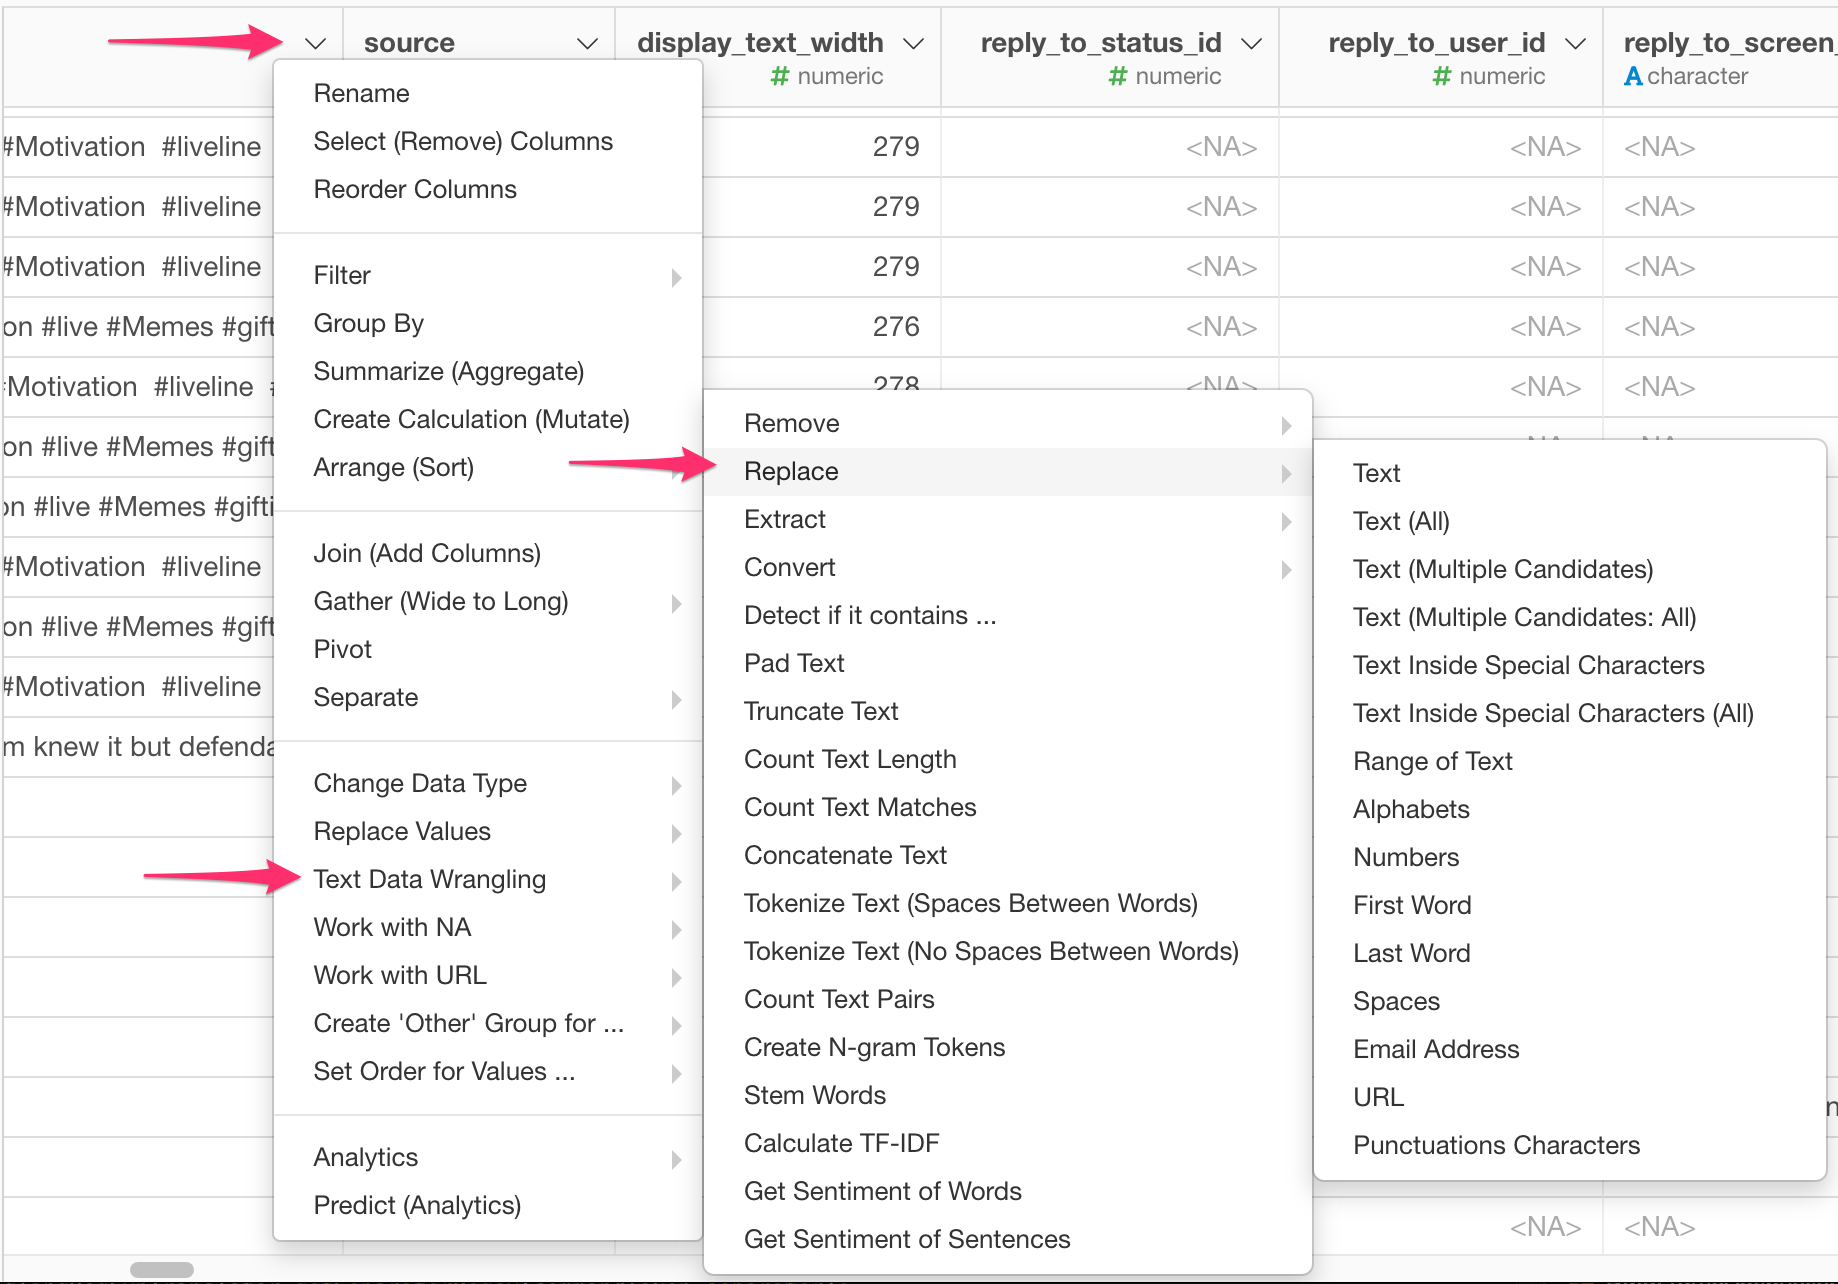 source
display_text_width
# numeric
reply_to_status_id
# numeric
reply_to_user_id
# numeric
reply_to_screen_
A character
#Motivation #liveline
279 <NA> <NA> <NA>
#Motivation #liveline
279 <NA> <NA> <NA>
#Motivation #liveline
279 <NA> <NA> <NA>
on #live #Memes #gift
276 <NA> <NA> <NA>
#Motivation #liveline
278 <NA> <NA> <NA>
on #live #Memes #gift
on #live #Memes #gifti
#Motivation #liveline
on #live #Memes #gift
#Motivation #liveline
m knew it but defenda
<NA> <NA>
Rename
Select (Remove) Columns
Reorder Columns
Filter
Group By
Summarize (Aggregate)
Create Calculation (Mutate)
Arrange (Sort)
Join (Add Columns)
Gather (Wide to Long)
Pivot
Separate
Change Data Type
Replace Values
Text Data Wrangling
Work with NA
Work with URL
Create 'Other' Group for ...
Set Order for Values ...
Analytics
Predict (Analytics)
Remove
Replace
Extract
Convert
Detect if it contains ...
Pad Text
Truncate Text
Count Text Length
Count Text Matches
Concatenate Text
Tokenize Text (Spaces Between Words)
Tokenize Text (No Spaces Between Words)
Count Text Pairs
Create N-gram Tokens
Stem Words
Calculate TF-IDF
Get Sentiment of Words
Get Sentiment of Sentences
Text
Text (All)
Text (Multiple Candidates)
Text (Multiple Candidates: All)
Text Inside Special Characters
Text Inside Special Characters (All)
Range of Text
Alphabets
Numbers
First Word
Last Word
Spaces
Email Address
URL
Punctuations Characters